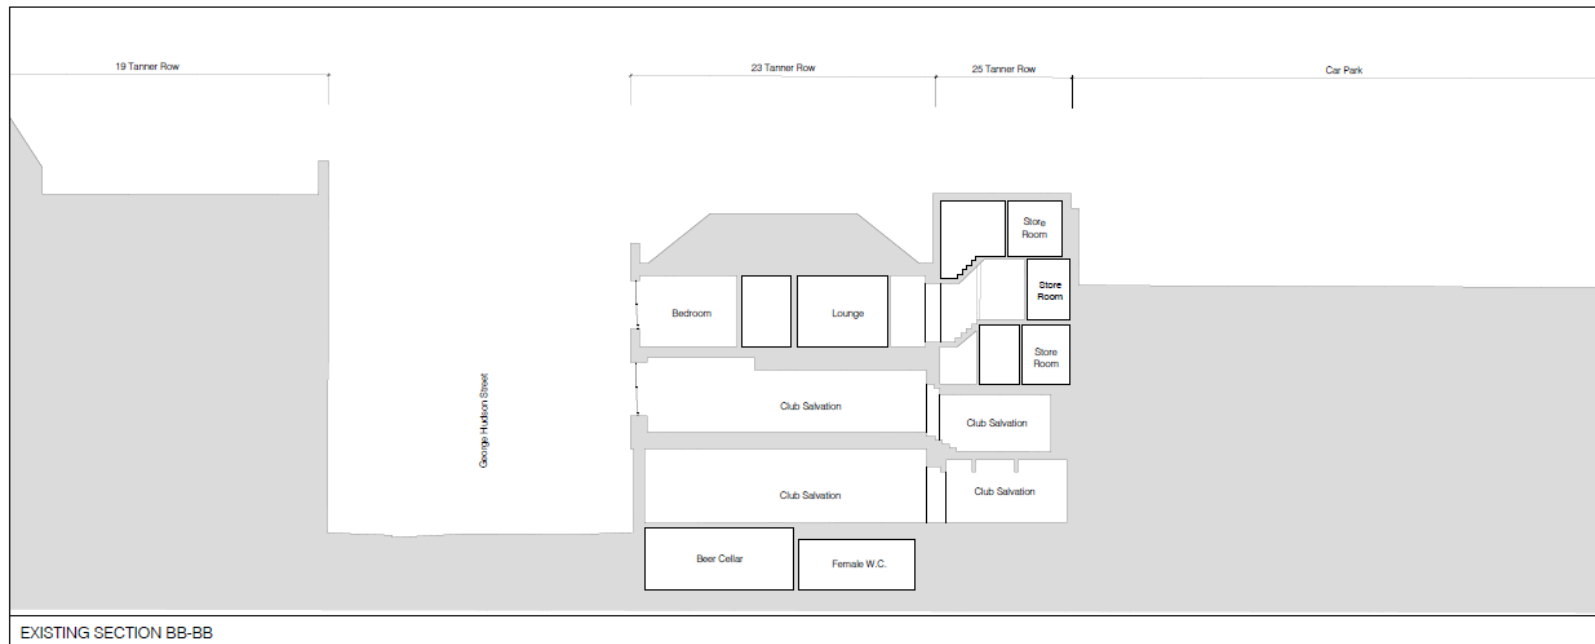 19 Tanner Row
23 Tanner Row
25 Tanner Row
Car Park
Store
Room
Store
Room
Bedroom
Lounge
Store
Room
George Hudson Street
Club Salvation
Club Salvation
Club Salvation
Club Salvation
Beer Cellar
Female W.C.
EXISTING SECTION BB-BB